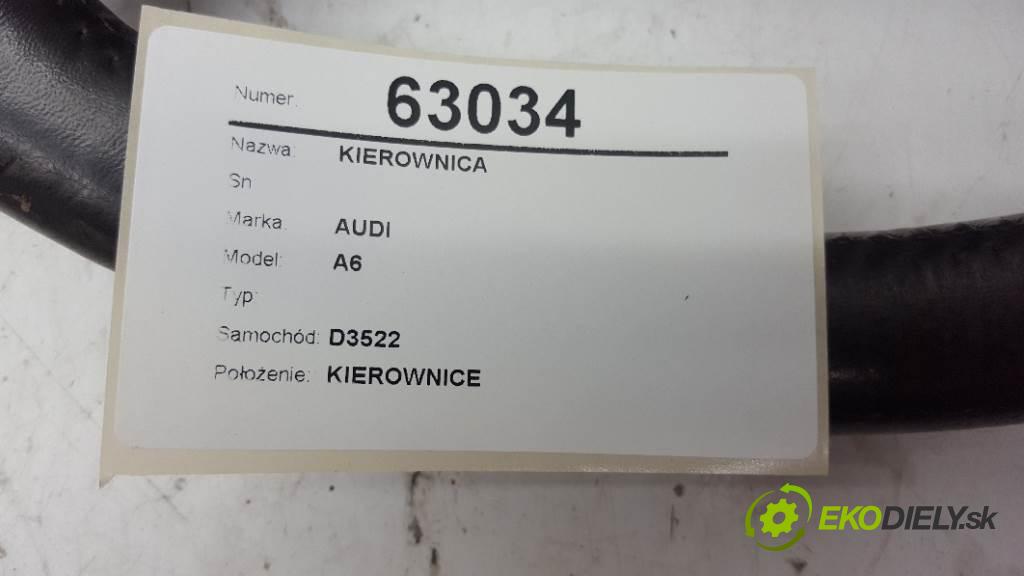 Numer: 63034
Nazwa: KIEROWNICA
Sn
Marka: AUDI
Model: A6
Typ:
Samochód: D3522
Położenie: KIEROWNICE
EKODIELY.sk